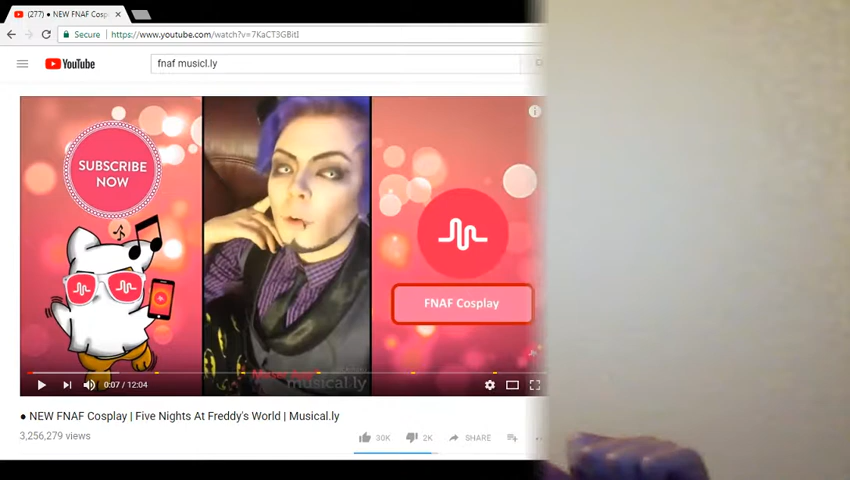 (277) ● NEW FNAF Cosp
Secure
https://www.youtube.com/watch?v=7KaCT3GBitI
YouTube
fnaf musicl.ly
SUBSCRIBE
NOW
FNAF Cosplay
musical.ly
0:07 / 12:04
● NEW FNAF Cosplay | Five Nights At Freddy's World | Musical.ly
3,256,279 views
30K
2K
SHARE